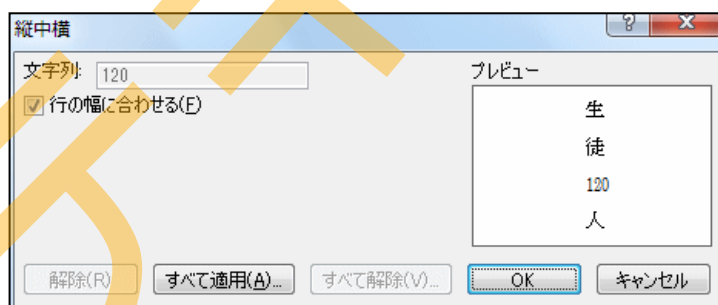 縦中横
文字列:
120
行の幅に合わせる(F)
プレビュー
生
徒
120
人
解除(R)
すべて適用(A)...
すべて解除(V)...
OK
キャンセル